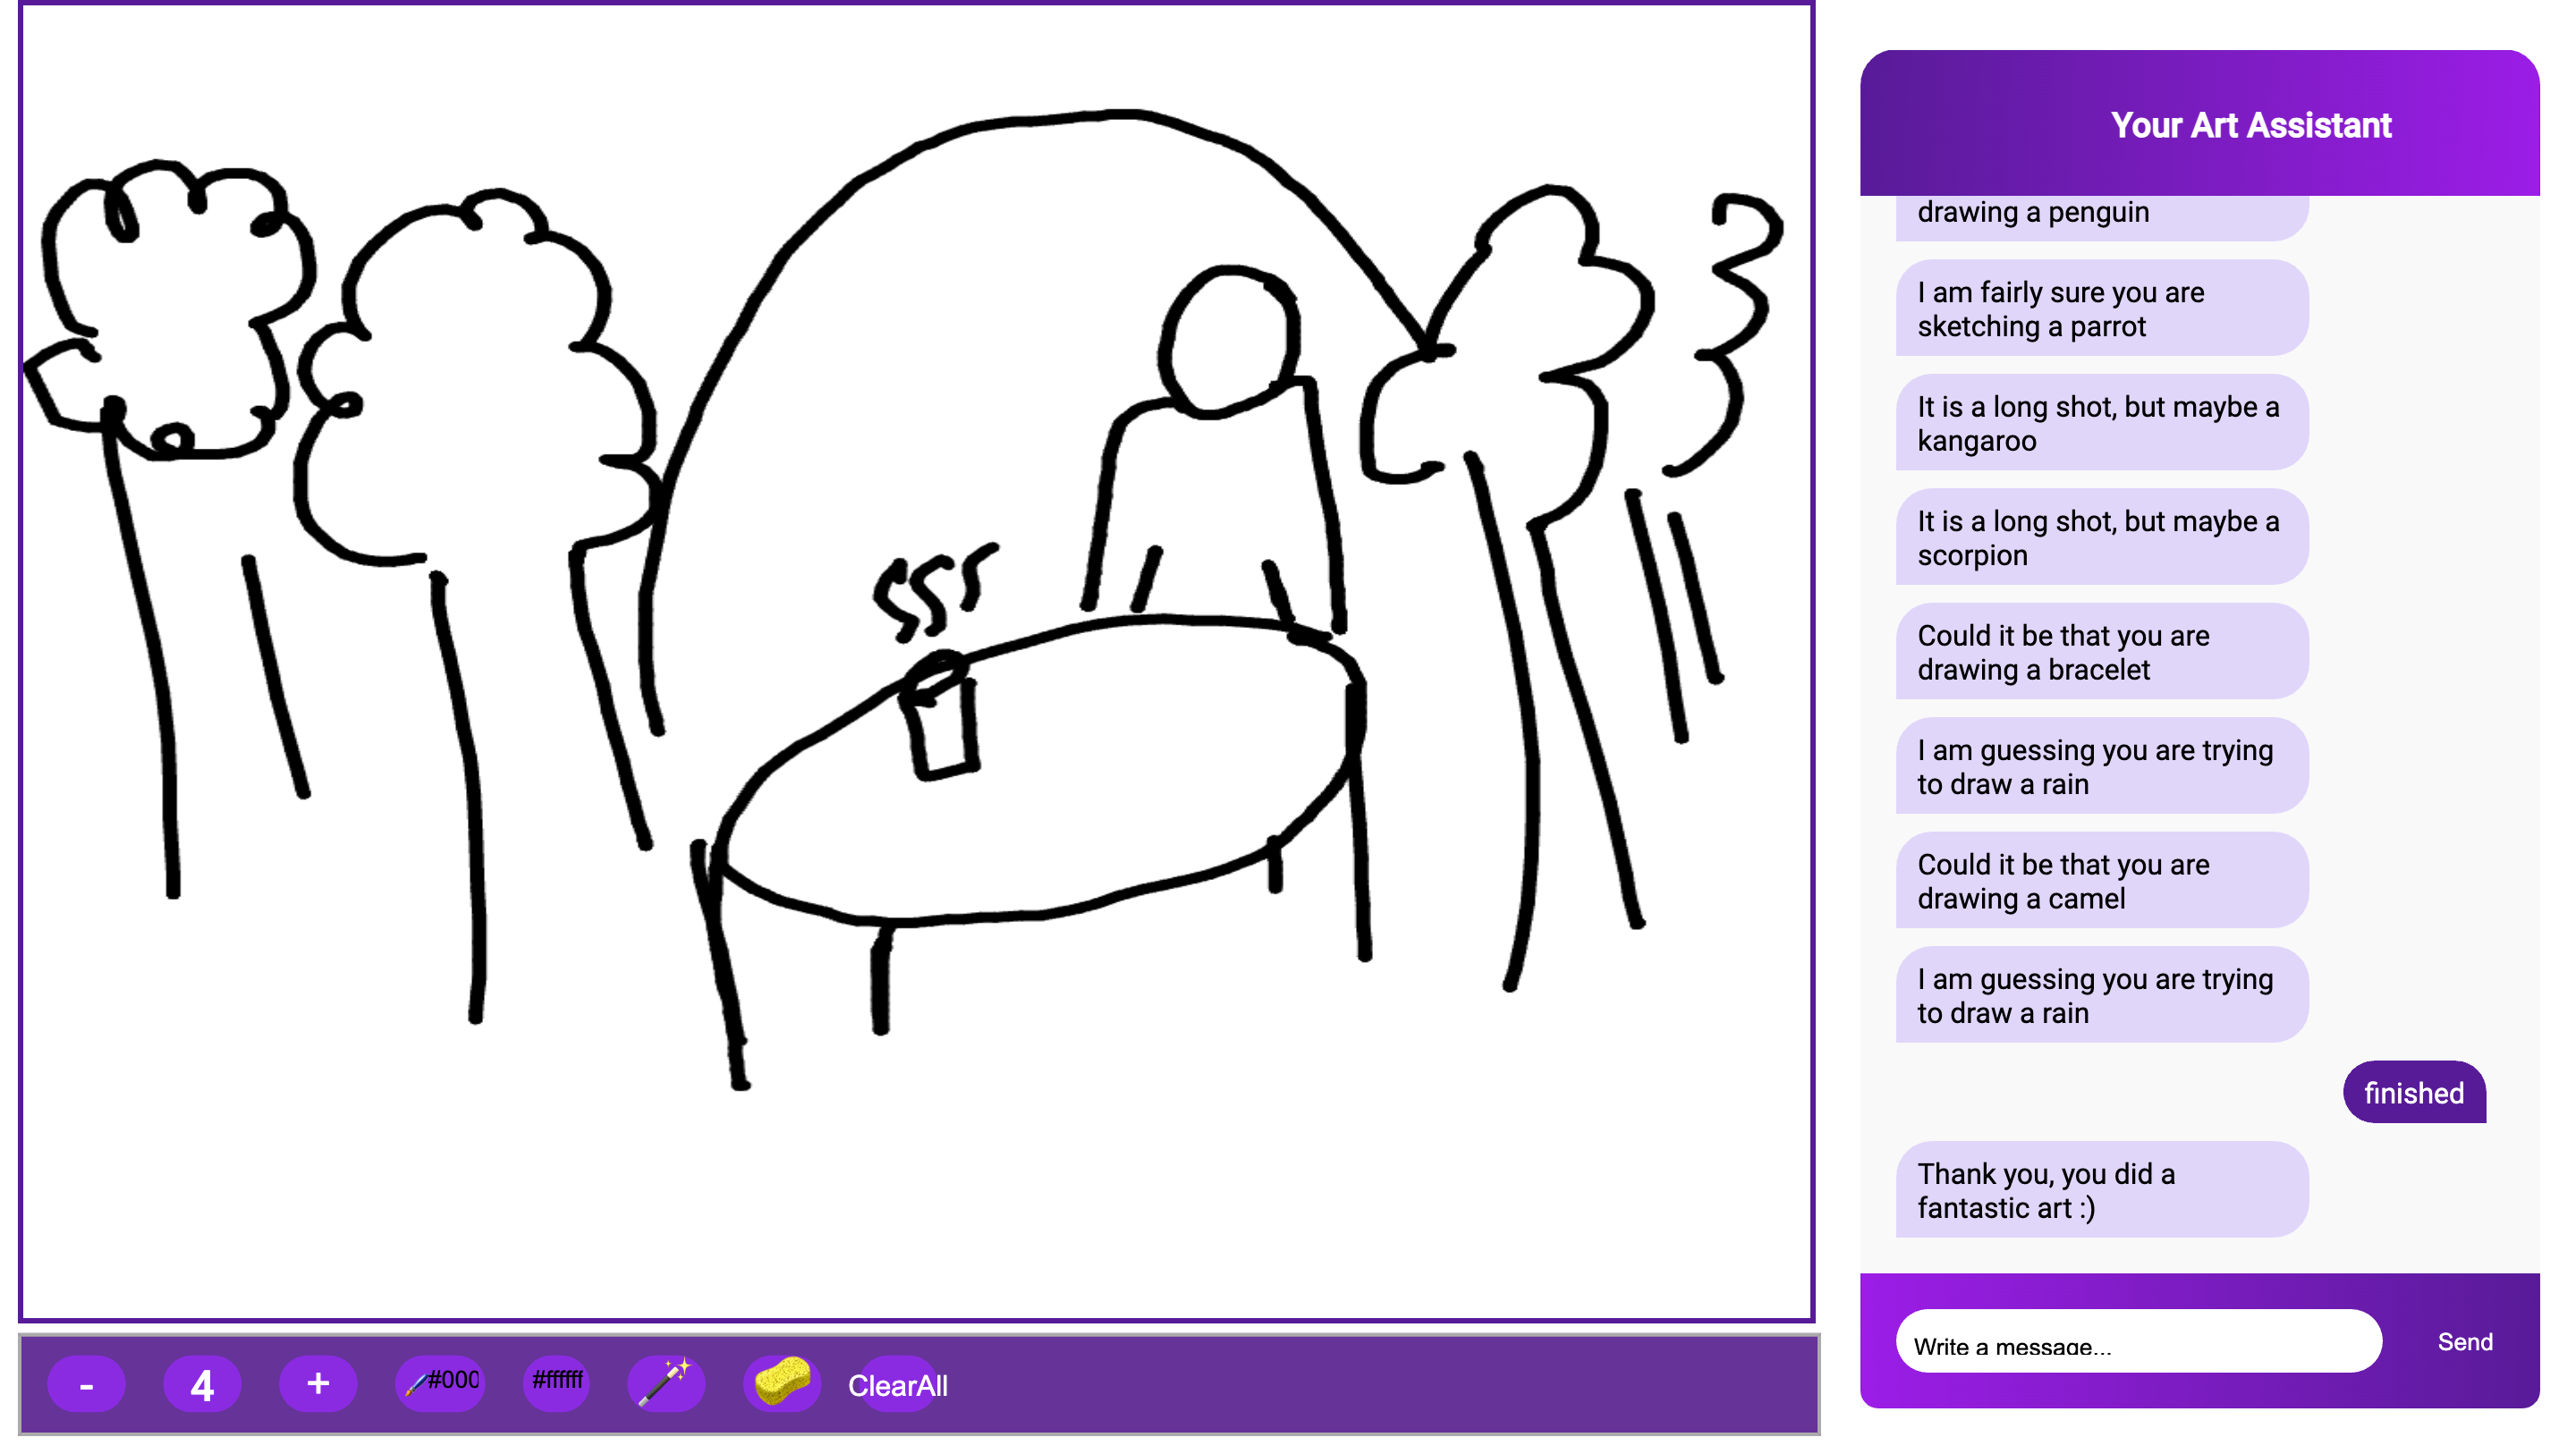 Your Art Assistant
drawing a penguin
I am fairly sure you are
sketching a parrot
It is a long shot, but maybe a
kangaroo
It is a long shot, but maybe a
scorpion
Could it be that you are
drawing a bracelet
I am guessing you are trying
to draw a rain
Could it be that you are
drawing a camel
I am guessing you are trying
to draw a rain
finished
Thank you, you did a
fantastic art :)
Write a message...
Send
- 4 + #000 #ffffff ClearAll